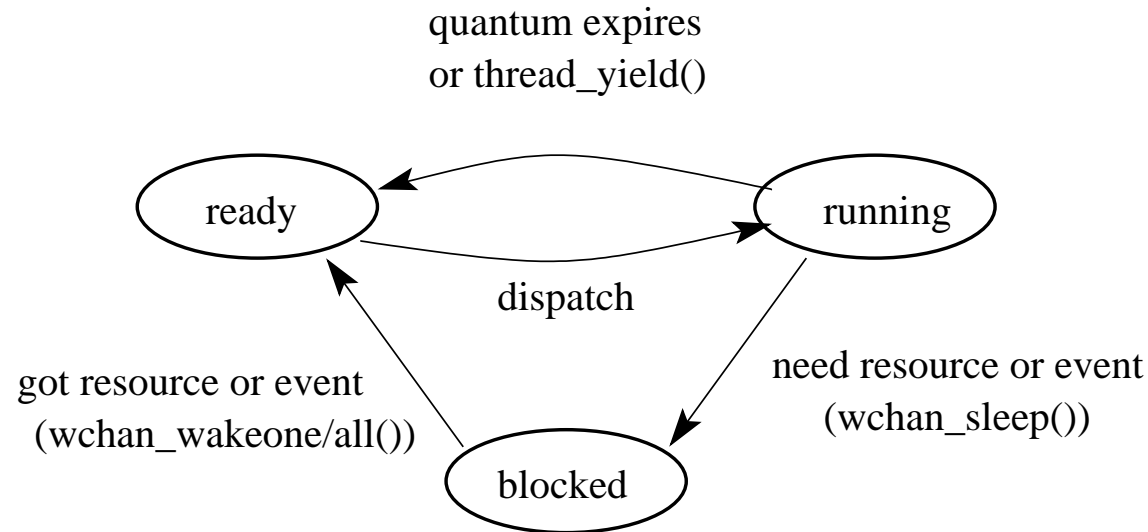 quantum expires
or thread_yield()
ready
running
dispatch
got resource or event
(wchan_wakeone/all())
need resource or event
(wchan_sleep())
blocked